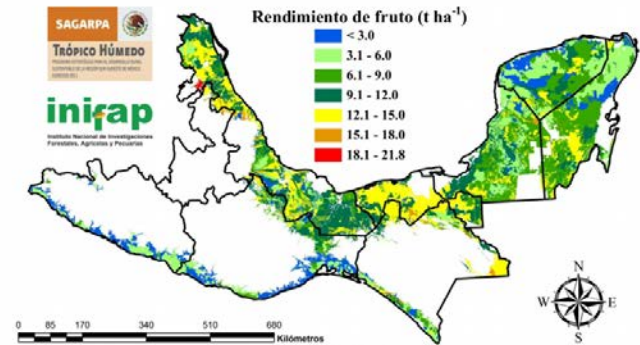 SAGARPA
TRÓPICO HÚMEDO
inifap
Instituto Nacional de Investigaciones
Forestales, Agrícolas y Pecuarias
Rendimiento de fruto (t ha⁻¹)
< 3.0
3.1 - 6.0
6.1 - 9.0
9.1 - 12.0
12.1 - 15.0
15.1 - 18.0
18.1 - 21.8
N
W
E
S
0 85 170 340 510 680
Kilómetros